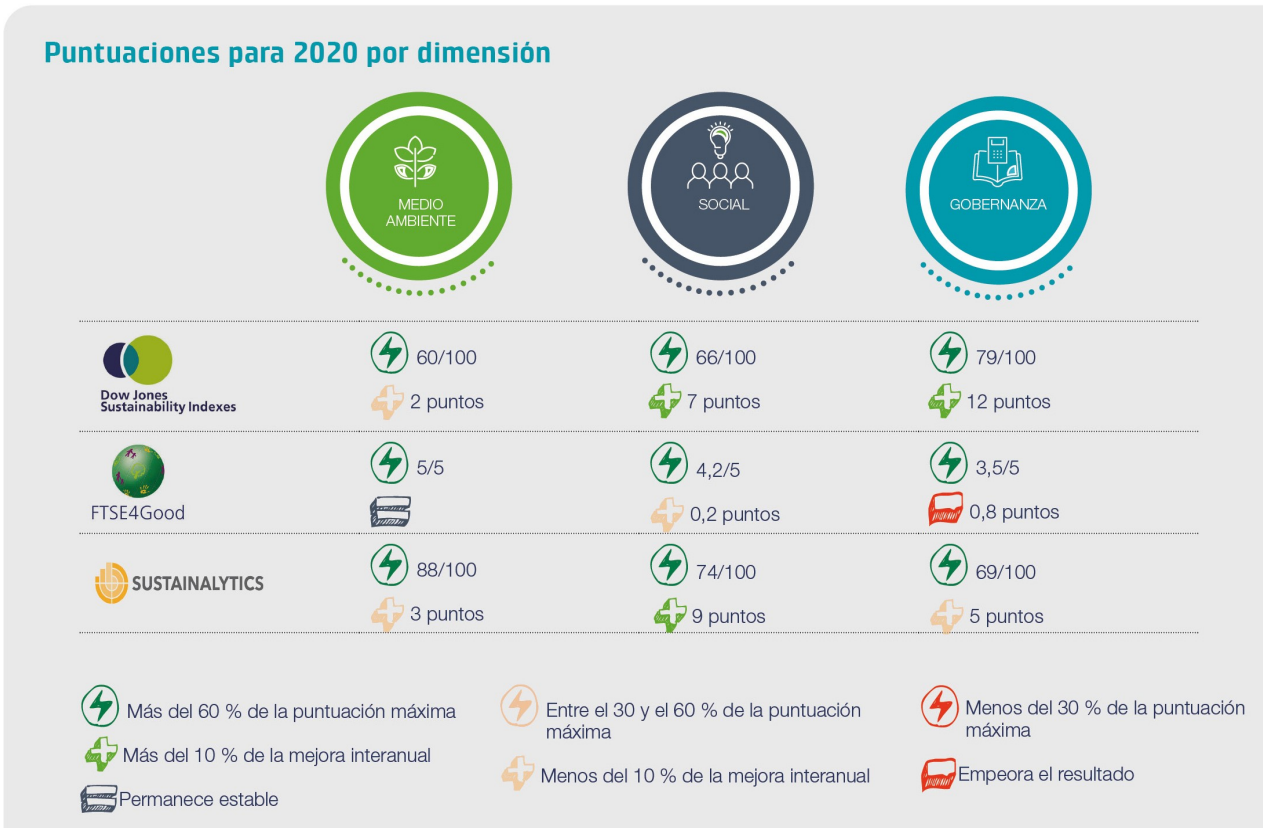 Puntuaciones para 2020 por dimensión
MEDIO
AMBIENTE
SOCIAL
GOBERNANZA
Dow Jones
Sustainability Indexes
60/100
66/100
79/100
2 puntos
7 puntos
12 puntos
FTSE4Good
5/5
4,2/5
3,5/5
0,2 puntos
0,8 puntos
SUSTAINALYTICS
88/100
74/100
69/100
3 puntos
9 puntos
5 puntos
Más del 60 % de la puntuación máxima
Más del 10 % de la mejora interanual
Permanece estable
Entre el 30 y el 60 % de la puntuación
máxima
Menos del 10 % de la mejora interanual
Menos del 30 % de la puntuación
máxima
Empeora el resultado